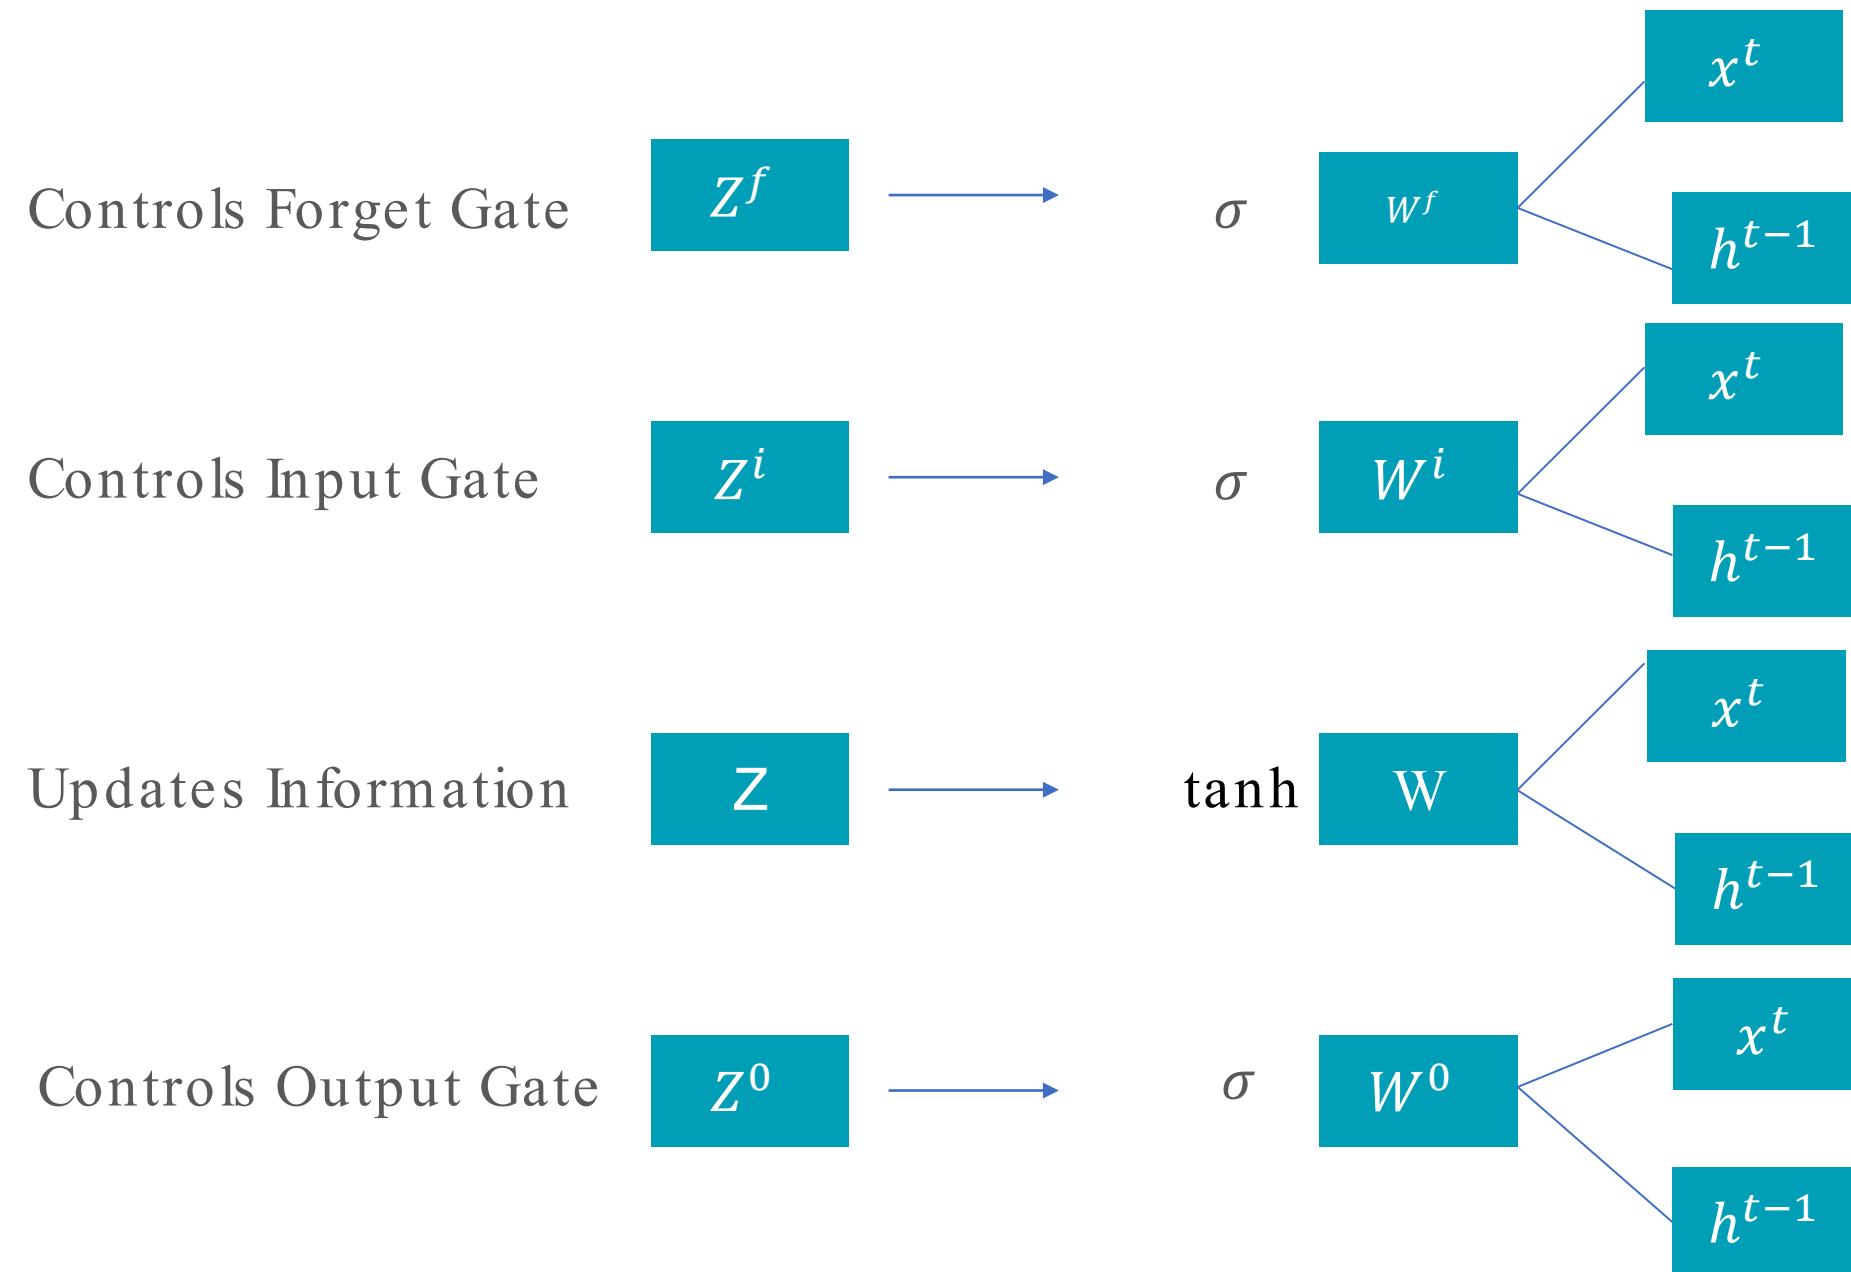 Controls Forget Gate Z^f σ W^f x^t h^{t−1}
Controls Input Gate Z^i σ W^i x^t h^{t−1}
Updates Information Z tanh W x^t h^{t−1}
Controls Output Gate Z^0 σ W^0 x^t h^{t−1}